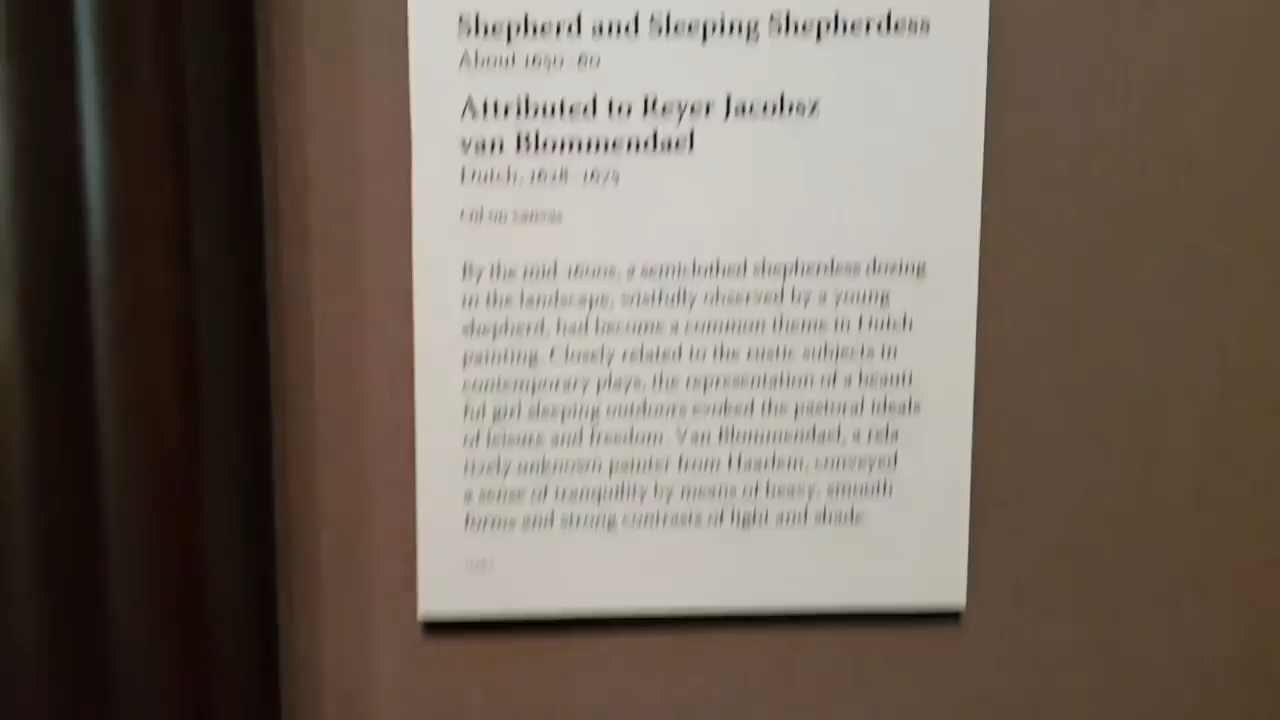 Shepherd and Sleeping Shepherdess
About 1650–60
Attributed to Reyer Jacobsz
van Blommendael
Dutch, 1628–1675
Oil on canvas
By the mid-1600s, a semiclothed shepherdess dozing
in the landscape, wistfully observed by a young
shepherd, had become a common theme in Dutch
painting. Closely related to the rustic subjects in
contemporary plays, the representation of a beauti-
ful girl sleeping outdoors evoked the pastoral ideals
of leisure and freedom. Van Blommendael, a rela-
tively unknown painter from Haarlem, conveyed
a sense of tranquility by means of heavy, smooth
forms and strong contrasts of light and shade.